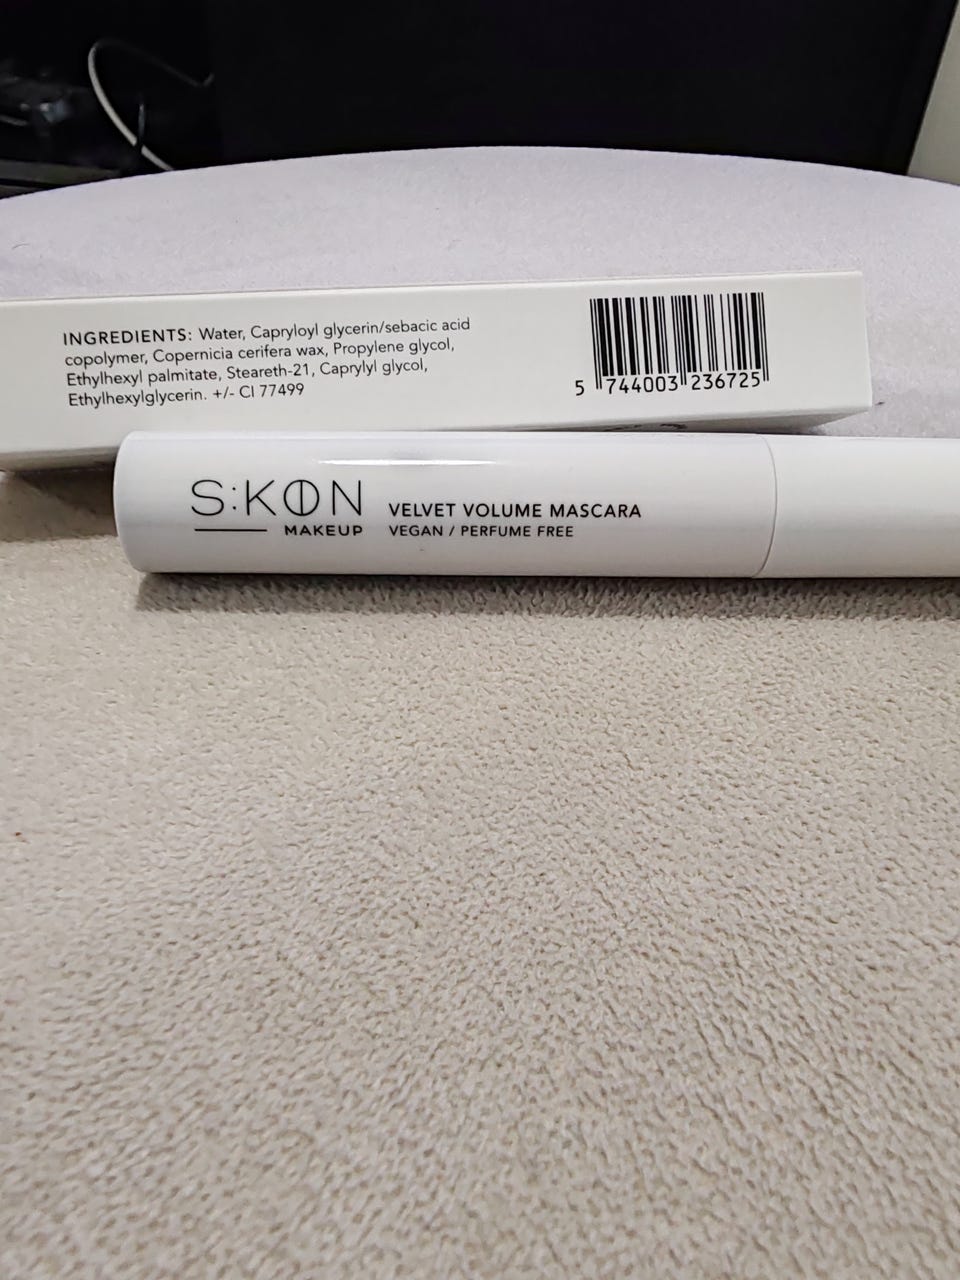 INGREDIENTS: Water, Capryloyl glycerin/sebacic acid
copolymer, Copernicia cerifera wax, Propylene glycol,
Ethylhexyl palmitate, Steareth-21, Caprylyl glycol,
Ethylhexylglycerin. +/- CI 77499
5 744003 236725
S:KON
MAKEUP
VELVET VOLUME MASCARA
VEGAN / PERFUME FREE